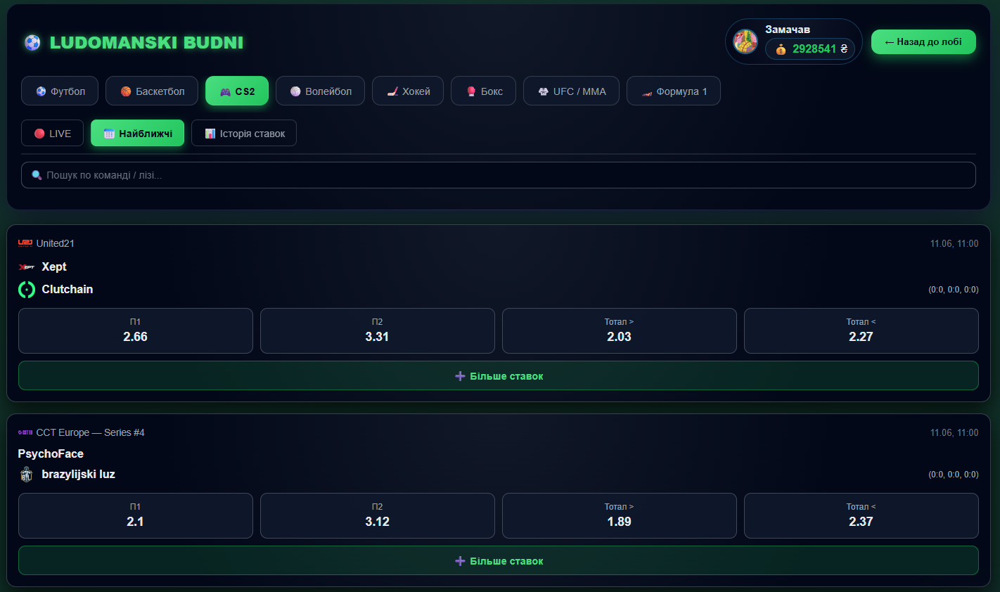 LUDOMANSKI BUDNI
Замачав
2928541 ₴
← Назад до лобі
Футбол
Баскетбол
CS2
Волейбол
Хокей
Бокс
UFC / MMA
Формула 1
LIVE
Найближчі
Історія ставок
Пошук по команді / лізі...
United21
11.06, 11:00
XEPT
Xept
Clutchain
(0:0, 0:0, 0:0)
П1
П2
Тотал >
Тотал <
2.66
3.31
2.03
2.27
Більше ставок
CCT Europe — Series #4
11.06, 11:00
PsychoFace
brazylijski luz
(0:0, 0:0, 0:0)
П1
П2
Тотал >
Тотал <
2.1
3.12
1.89
2.37
Більше ставок